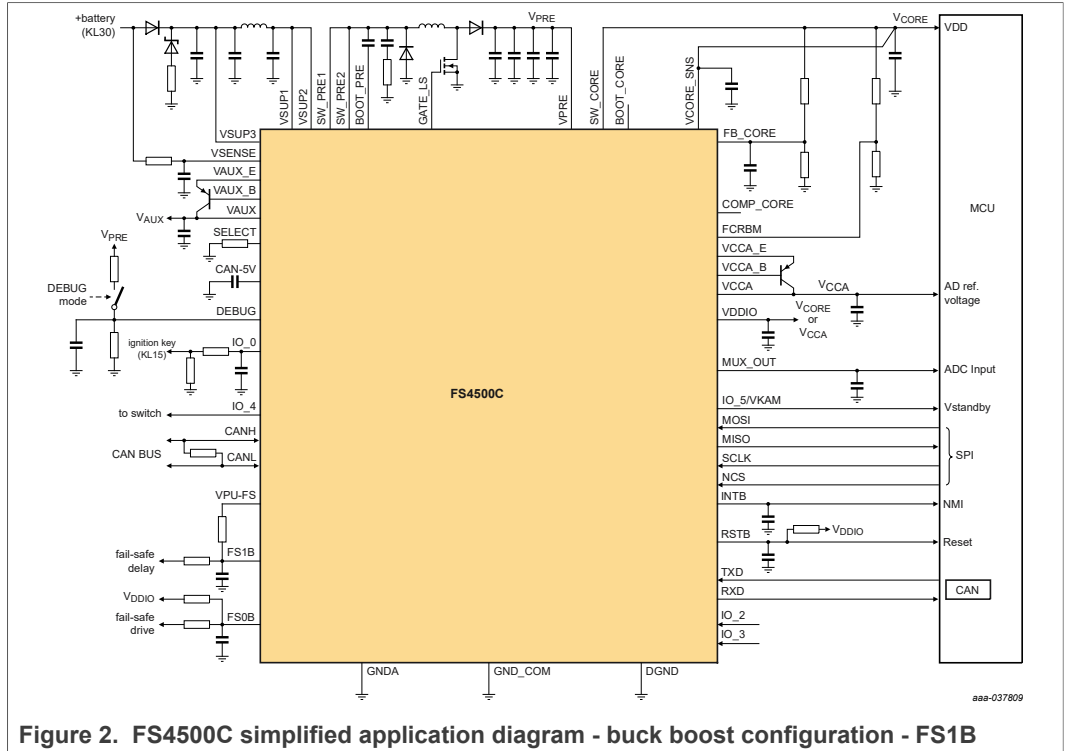 +battery
(KL30)
VPRE
VCORE
VDD
VSUP1
VSUP2
SW_PRE1
SW_PRE2
BOOT_PRE
GATE_LS
VPRE
SW_CORE
BOOT_CORE
VCORE_SNS
VSUP3
VSENSE
VAUX_E
VAUX_B
VAUX
VAUX
SELECT
VPRE
CAN-5V
DEBUG
mode
DEBUG
ignition key
(KL15)
IO_0
to switch
IO_4
CANH
CAN BUS
CANL
VPU-FS
fail-safe
delay
FS1B
VDDIO
fail-safe
drive
FS0B
FS4500C
FB_CORE
COMP_CORE
FCRBM
VCCA_E
VCCA_B
VCCA
VCCA
VDDIO
VCORE
or
VCCA
MUX_OUT
IO_5/VKAM
MOSI
MISO
SCLK
NCS
INTB
RSTB
VDDIO
TXD
RXD
IO_2
IO_3
MCU
AD ref.
voltage
ADC Input
Vstandby
SPI
NMI
Reset
CAN
GNDA
GND_COM
DGND
aaa-037809
Figure 2. FS4500C simplified application diagram - buck boost configuration - FS1B